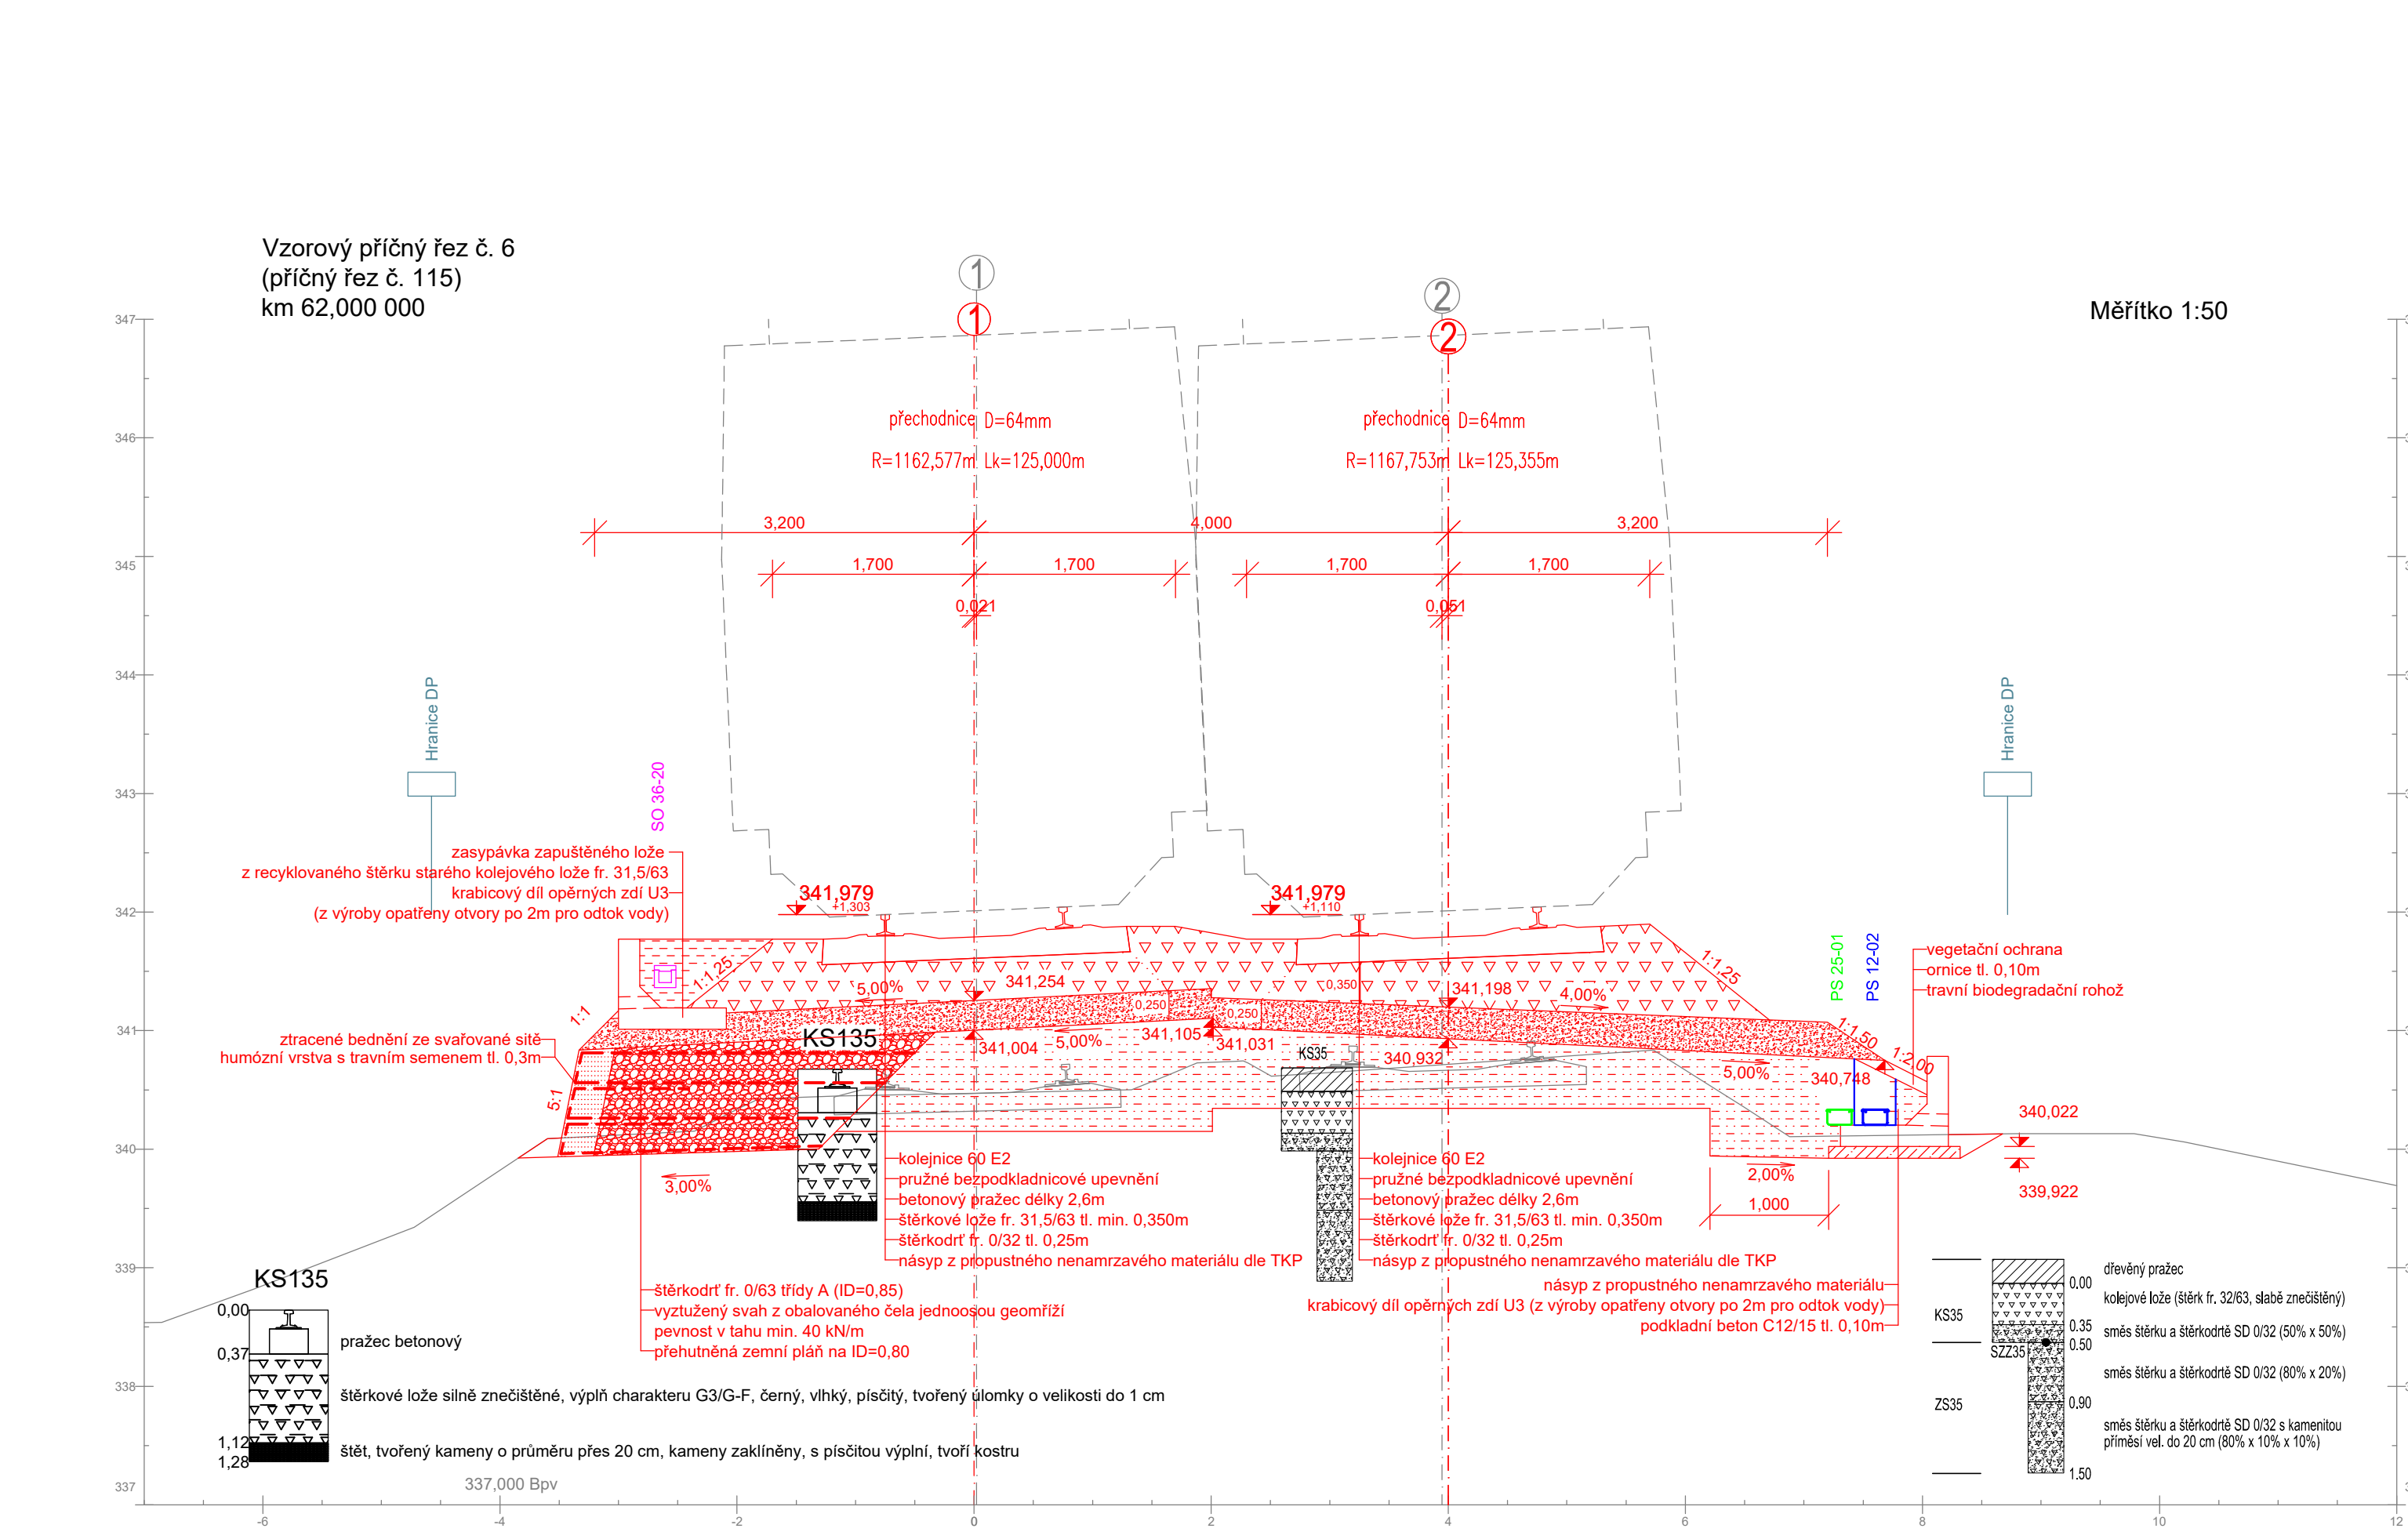 Vzorový příčný řez č. 6
(příčný řez č. 115)
km 62,000 000
Měřítko 1:50
1
2
1
2
347
346
345
344
343
342
341
340
339
338
337
přechodnice D=64mm
R=1162,577m Lk=125,000m
přechodnice D=64mm
R=1167,753m Lk=125,355m
3,200
4,000
3,200
1,700
1,700
1,700
1,700
0,021
0,051
Hranice DP
Hranice DP
SO 36-20
zasypávka zapuštěného lože
z recyklovaného štěrku starého kolejového lože fr. 31,5/63
krabicový díl opěrných zdí U3
(z výroby opatřeny otvory po 2m pro odtok vody)
341,979
+1,303
341,979
+1,110
PS 25-01
PS 12-02
vegetační ochrana
ornice tl. 0,10m
travní biodegradační rohož
1:1,25
1:1,25
1:1
5,00%
341,254
0,350
341,198
4,00%
0,250
0,250
1:1,50
1:2,00
ztracené bednění ze svařované sitě
humózní vrstva s travním semenem tl. 0,3m
KS135
341,004
5,00%
341,105
341,031
KS35
340,932
5,00%
340,748
5:1
340,022
339,922
3,00%
2,00%
1,000
kolejnice 60 E2
pružné bezpodkladnicové upevnění
betonový pražec délky 2,6m
štěrkové lože fr. 31,5/63 tl. min. 0,350m
štěrkodrť fr. 0/32 tl. 0,25m
násyp z propustného nenamrzavého materiálu dle TKP
kolejnice 60 E2
pružné bezpodkladnicové upevnění
betonový pražec délky 2,6m
štěrkové lože fr. 31,5/63 tl. min. 0,350m
štěrkodrť fr. 0/32 tl. 0,25m
násyp z propustného nenamrzavého materiálu dle TKP
štěrkodrť fr. 0/63 třídy A (ID=0,85)
vyztužený svah z obalovaného čela jednoosou geomříží
pevnost v tahu min. 40 kN/m
přehutněná zemní pláň na ID=0,80
násyp z propustného nenamrzavého materiálu
krabicový díl opěrných zdí U3 (z výroby opatřeny otvory po 2m pro odtok vody)
podkladní beton C12/15 tl. 0,10m
KS135
0,00
0,37
1,12
1,28
pražec betonový
štěrkové lože silně znečištěné, výplň charakteru G3/G-F, černý, vlhký, písčitý, tvořený úlomky o velikosti do 1 cm
štět, tvořený kameny o průměru přes 20 cm, kameny zaklíněny, s písčitou výplní, tvoří kostru
337,000 Bpv
KS35
SZZ35
ZS35
0.00
0.35
0.50
0,90
1.50
dřevěný pražec
kolejové lože (štěrk fr. 32/63, slabě znečištěný)
směs štěrku a štěrkodrtě SD 0/32 (50% x 50%)
směs štěrku a štěrkodrtě SD 0/32 (80% x 20%)
směs štěrku a štěrkodrtě SD 0/32 s kamenitou
příměsí vel. do 20 cm (80% x 10% x 10%)
-6
-4
-2
0
2
4
6
8
10
12